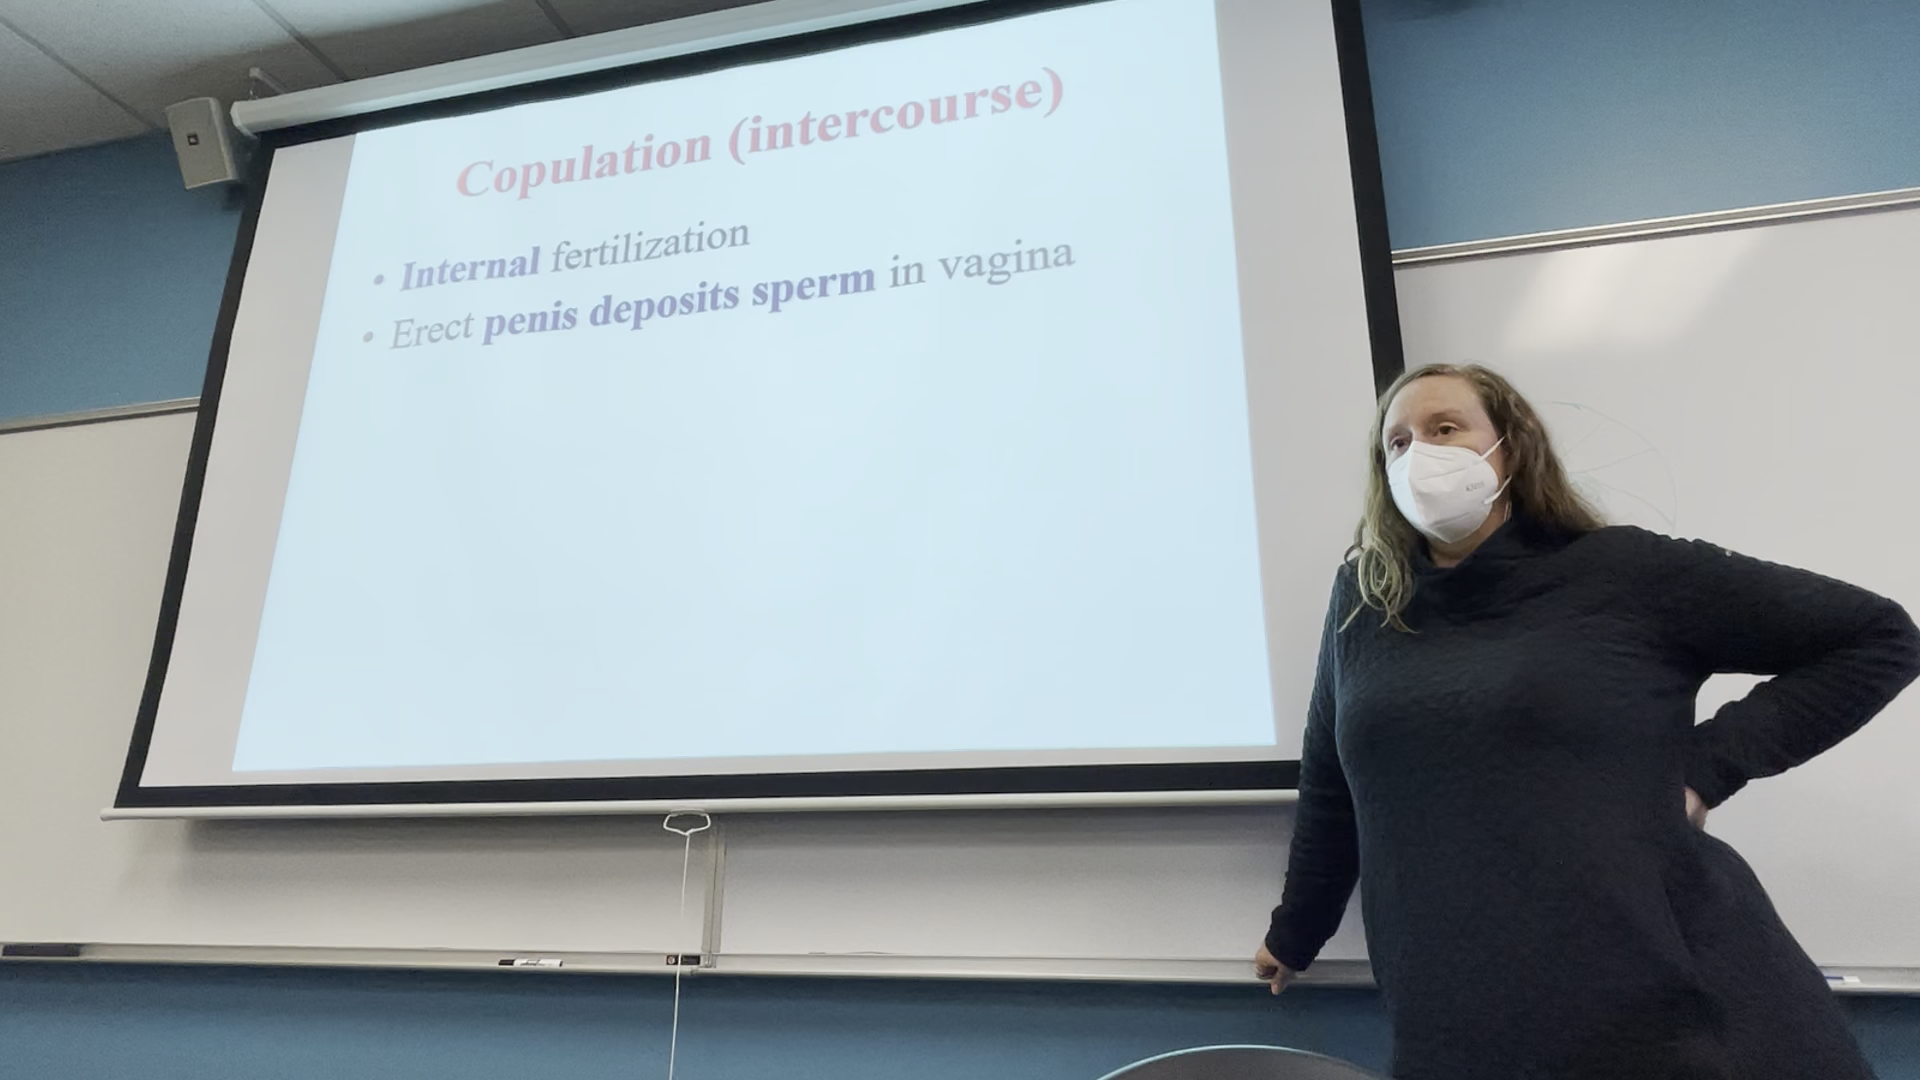 Copulation (intercourse)
• Internal fertilization
• Erect penis deposits sperm in vagina